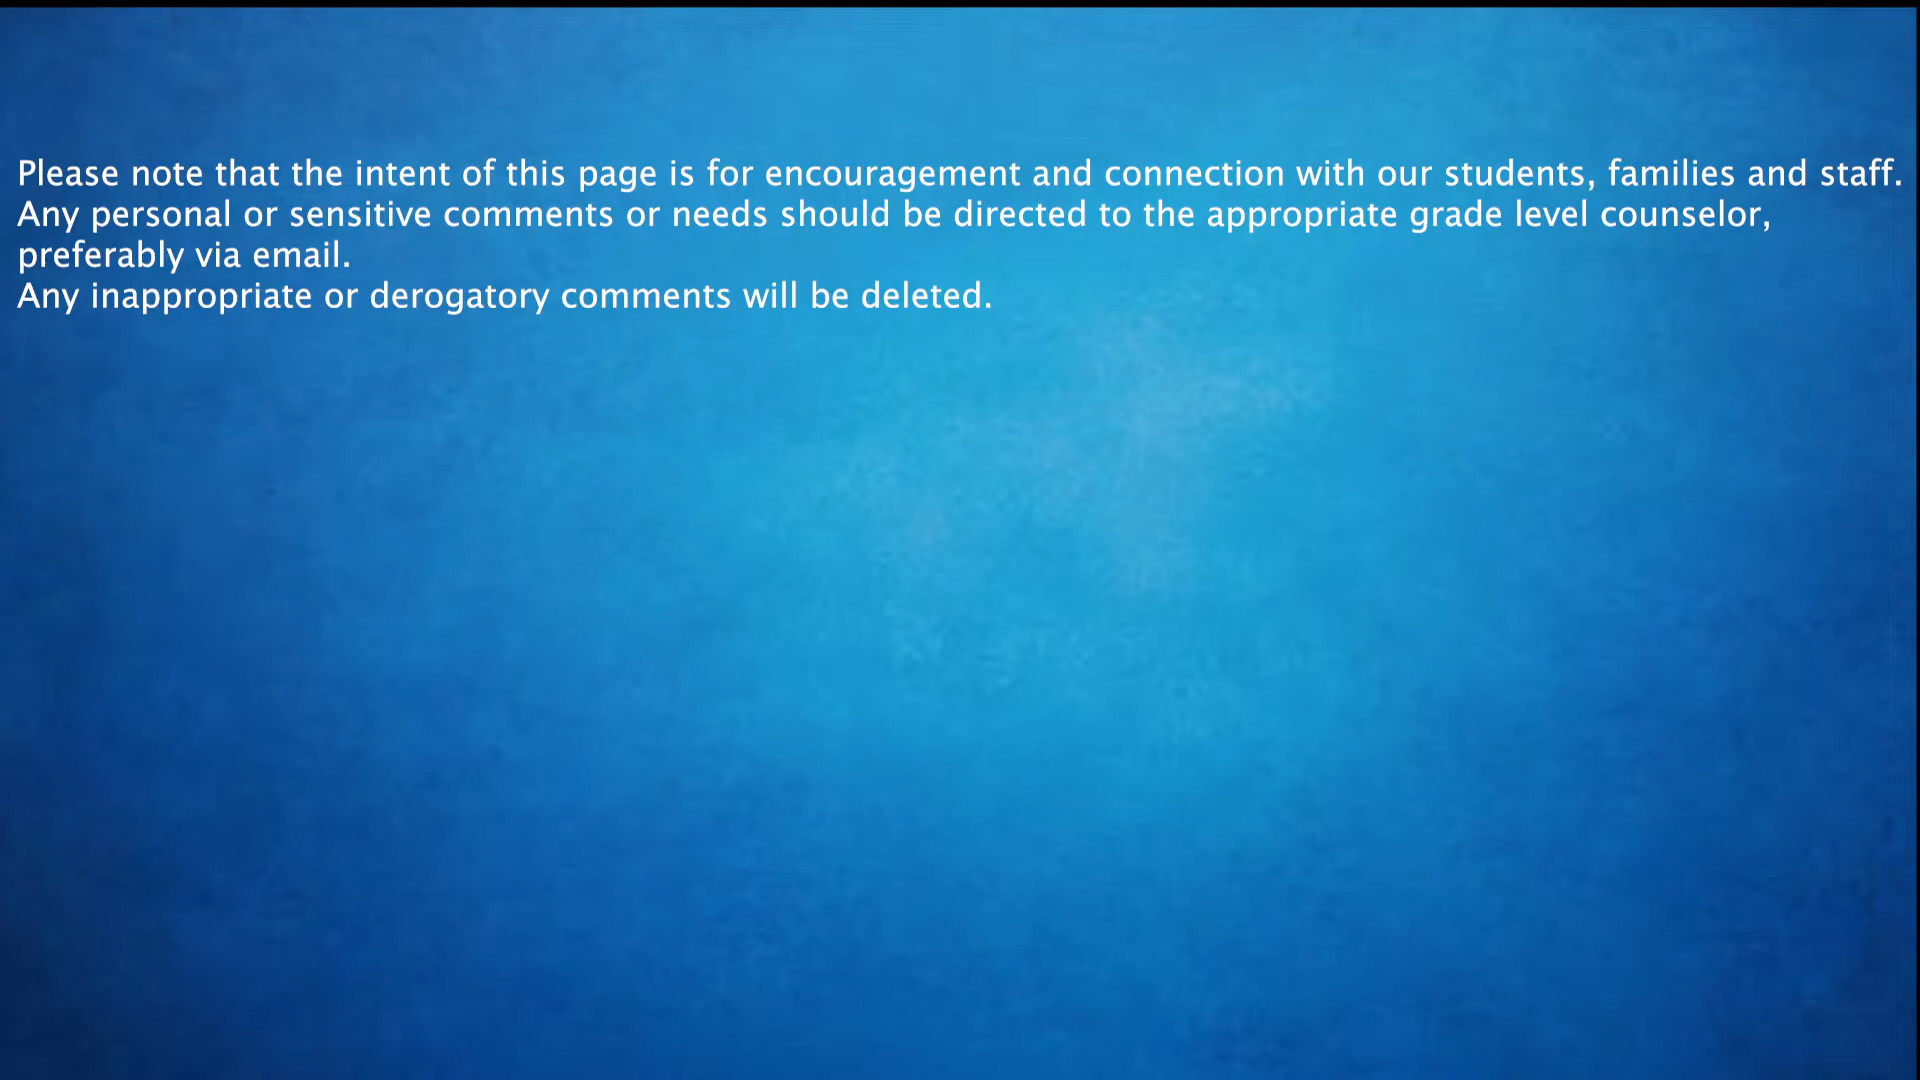 Please note that the intent of this page is for encouragement and connection with our students, families and staff.
Any personal or sensitive comments or needs should be directed to the appropriate grade level counselor,
preferably via email.
Any inappropriate or derogatory comments will be deleted.